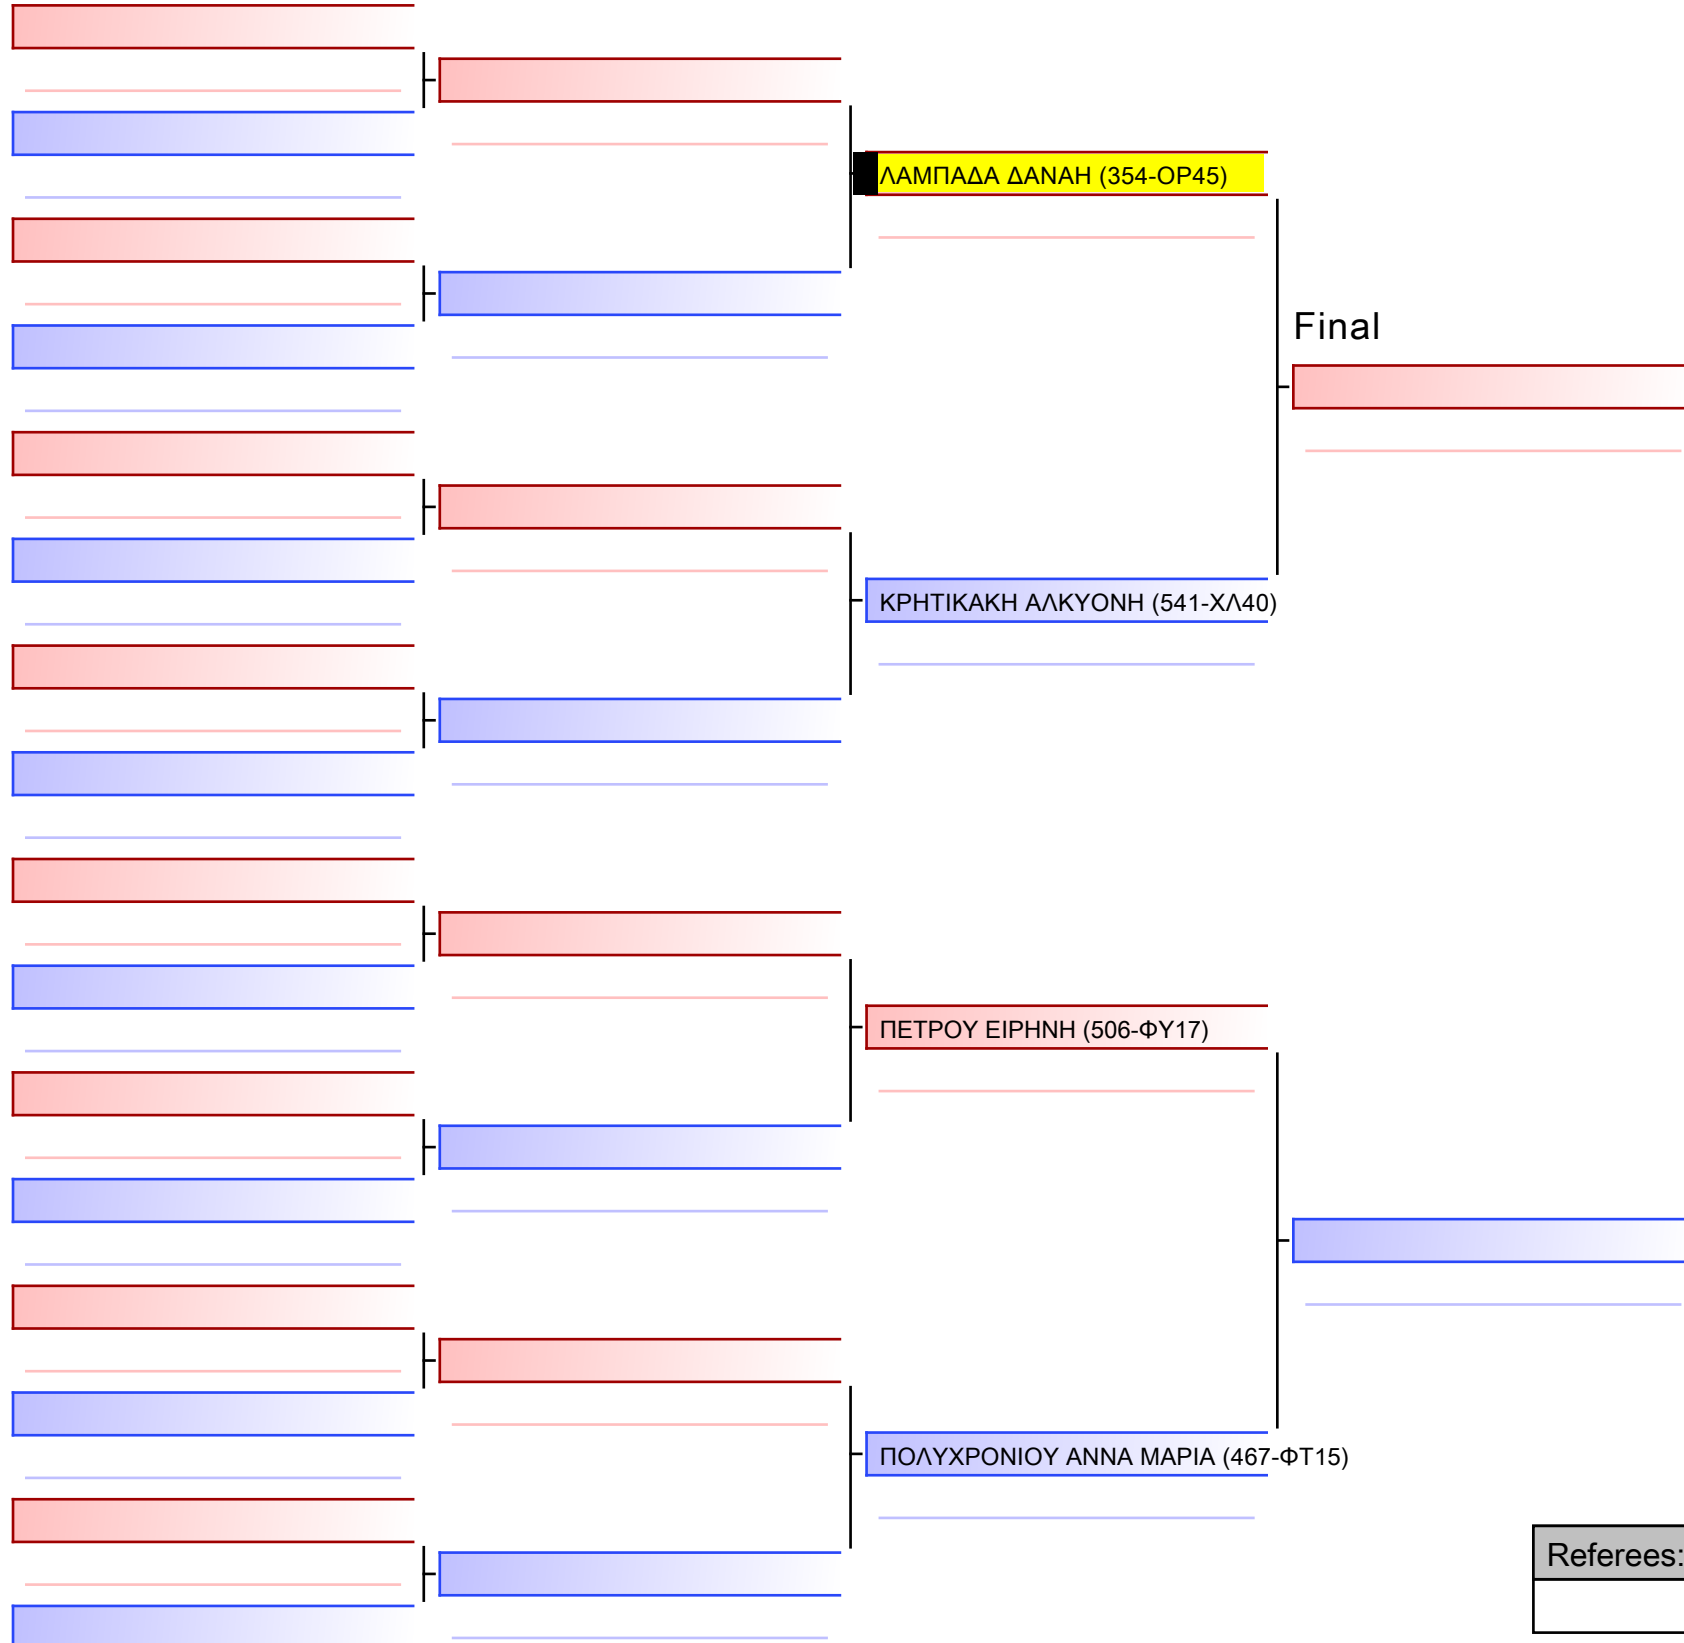 ΛΑΜΠΑΔΑ ΔΑΝΑΗ (354-ΟΡ45)
Final
ΚΡΗΤΙΚΑΚΗ ΑΛΚΥΟΝΗ (541-ΧΛ40)
ΠΕΤΡΟΥ ΕΙΡΗΝΗ (506-ΦΥ17)
ΠΟΛΥΧΡΟΝΙΟΥ ΑΝΝΑ ΜΑΡΙΑ (467-ΦΤ15)
Referees: